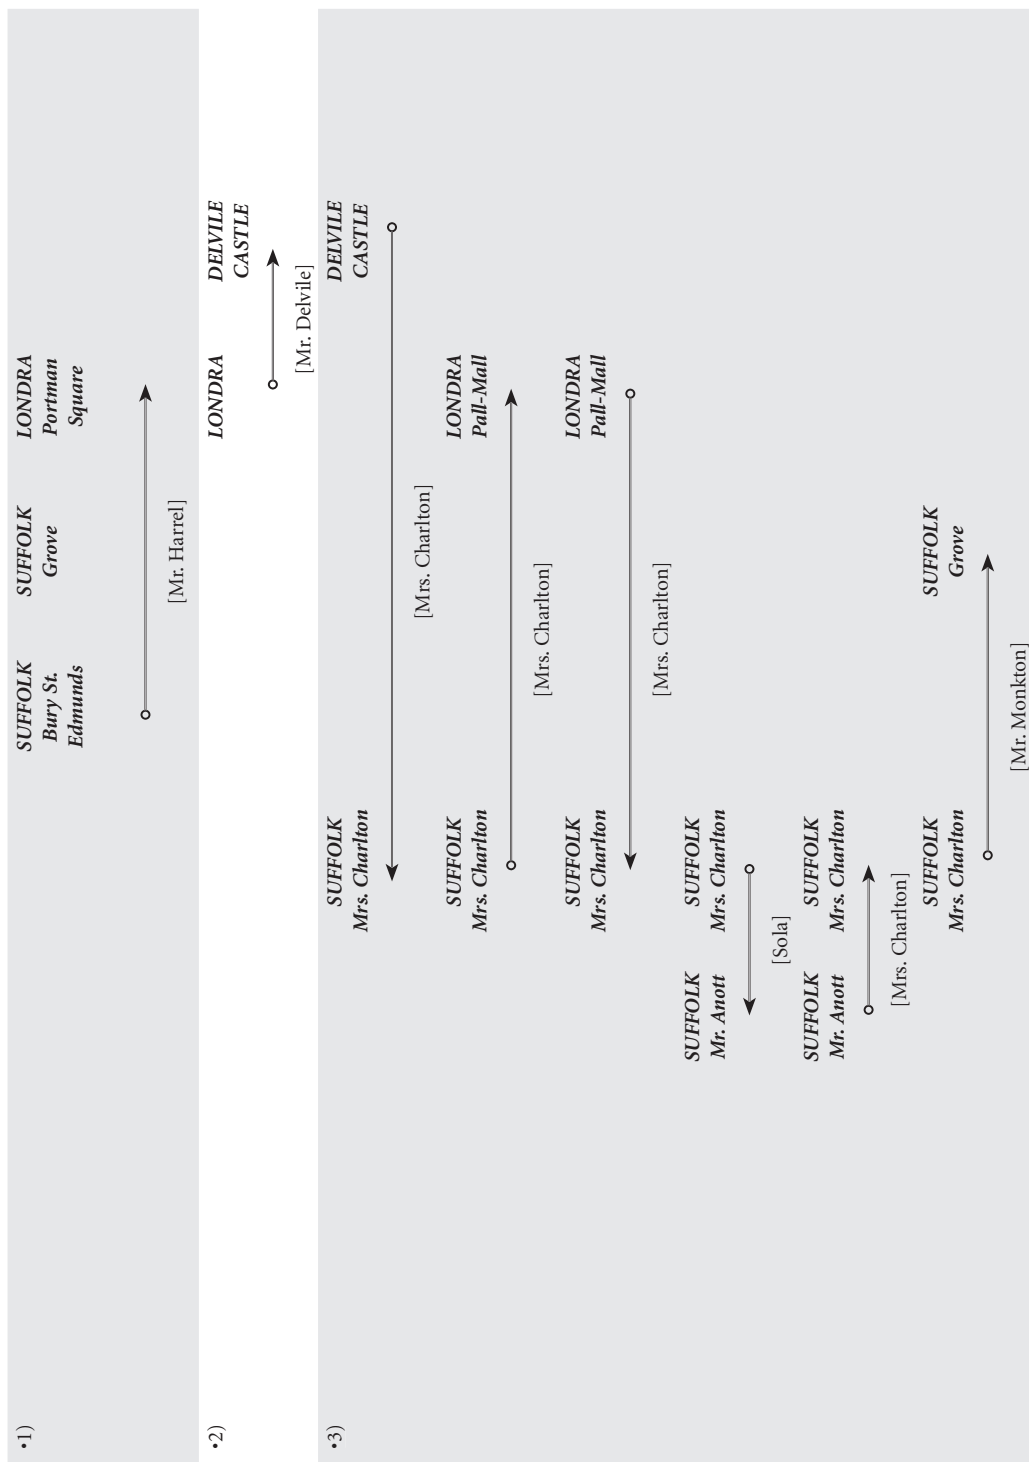 •1)
SUFFOLK
Bury St.
Edmunds
SUFFOLK
Grove
LONDRA
Portman
Square
[Mr. Harrel]
•2)
LONDRA
DELVILE
CASTLE
[Mr. Delvile]
•3)
SUFFOLK
Mrs. Charlton
DELVILE
CASTLE
[Mrs. Charlton]
SUFFOLK
Mrs. Charlton
LONDRA
Pall-Mall
[Mrs. Charlton]
SUFFOLK
Mrs. Charlton
LONDRA
Pall-Mall
[Mrs. Charlton]
SUFFOLK
Mr. Anott
SUFFOLK
Mrs. Charlton
[Sola]
SUFFOLK
Mr. Anott
SUFFOLK
Mrs. Charlton
[Mrs. Charlton]
SUFFOLK
Mrs. Charlton
SUFFOLK
Grove
[Mr. Monkton]